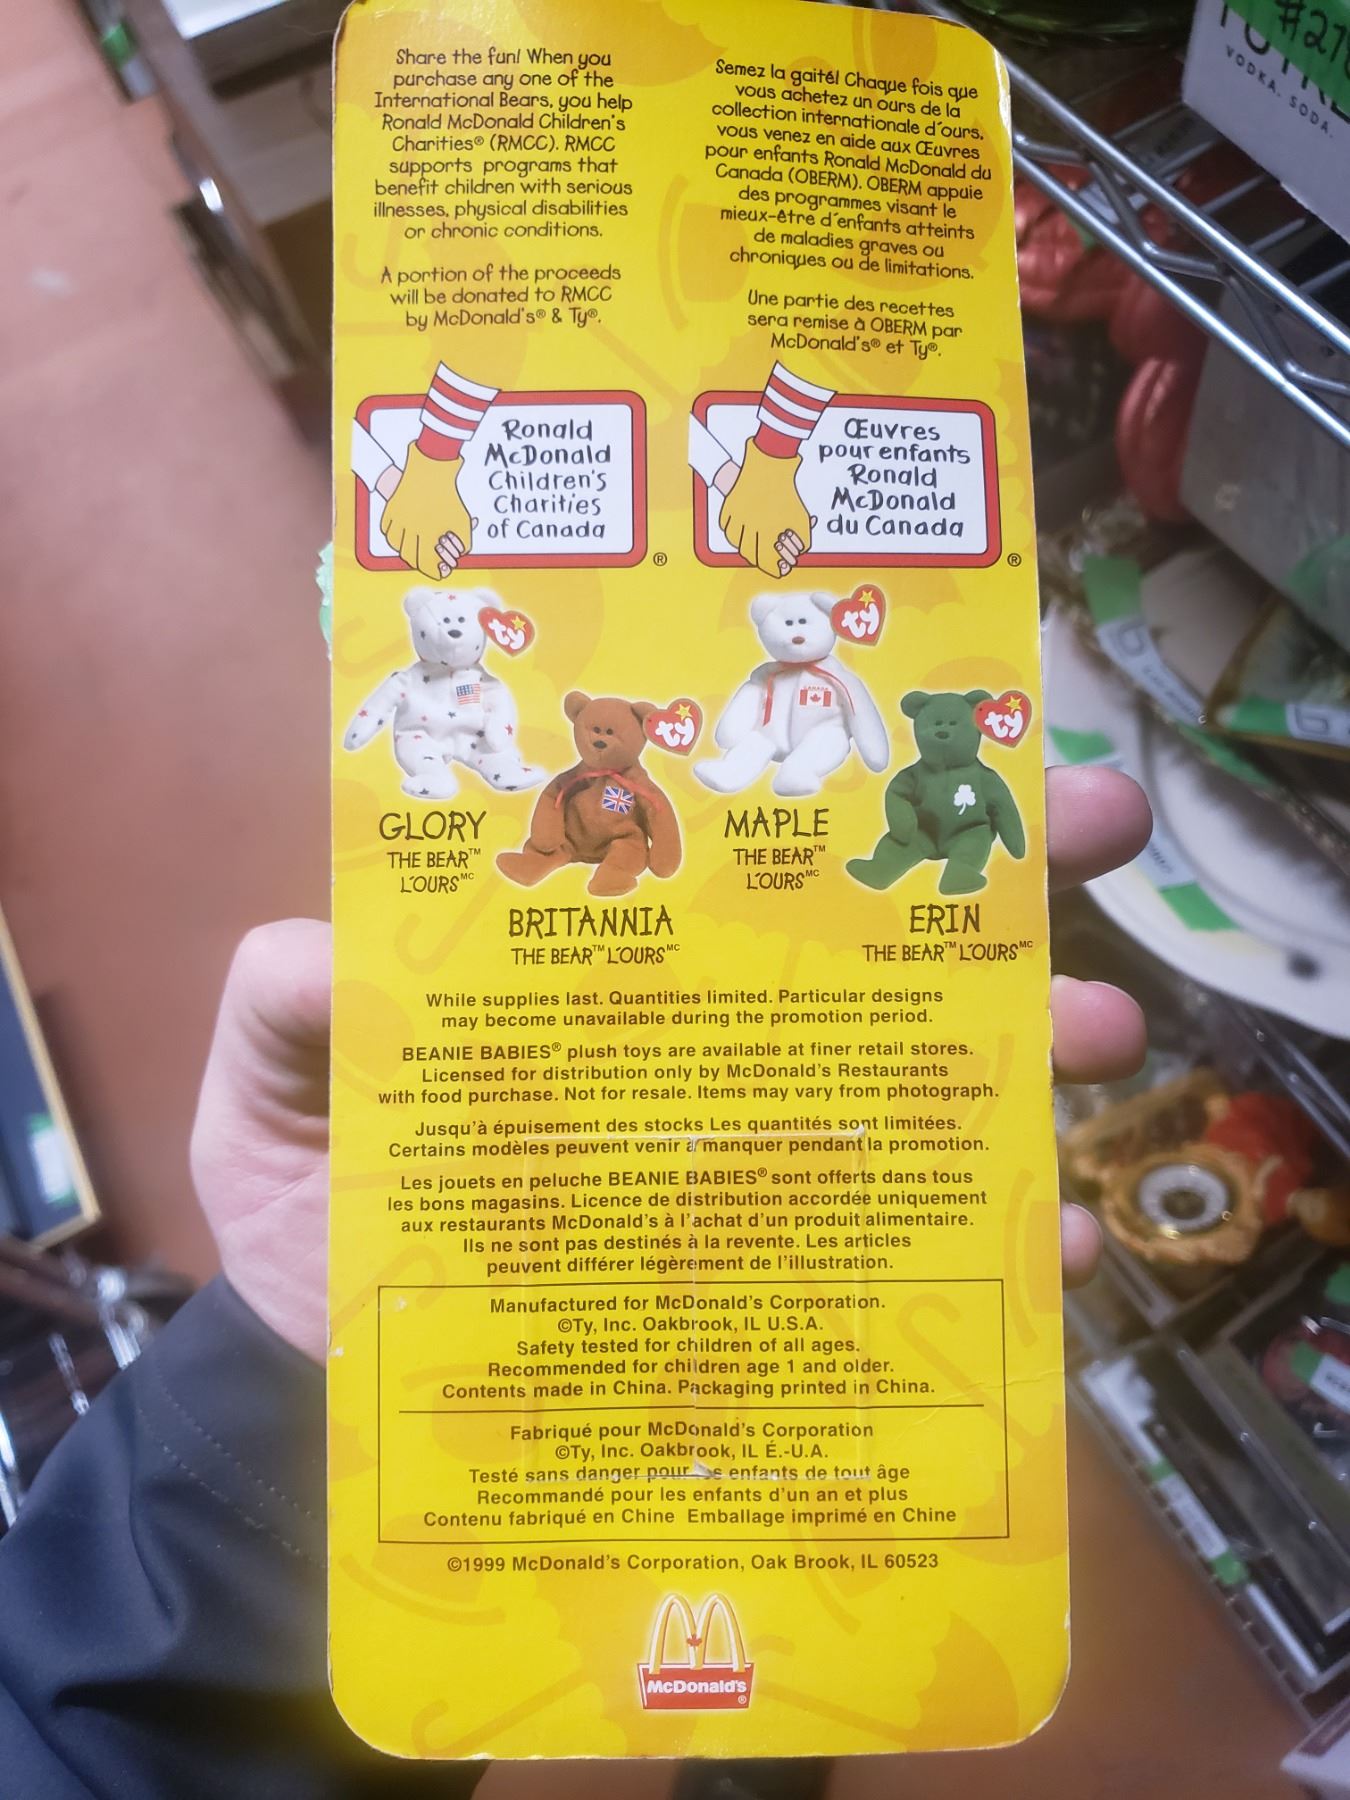 Share the fun! When you
purchase any one of the
International Bears, you help
Ronald McDonald Children's
Charities® (RMCC). RMCC
supports programs that
benefit children with serious
illnesses, physical disabilities
or chronic conditions.
A portion of the proceeds
will be donated to RMCC
by McDonald's® & Ty®.
Semez la gaité! Chaque fois que
vous achetez un ours de la
collection internationale d'ours,
vous venez en aide aux Œuvres
pour enfants Ronald McDonald du
Canada (OBERM). OBERM appuie
des programmes visant le
mieux-être d'enfants atteints
de maladies graves ou
chroniques ou de limitations.
Une partie des recettes
sera remise à OBERM par
McDonald's® et Ty®.
Ronald
McDonald
Children's
Charities
of Canada
®
Œuvres
pour enfants
Ronald
McDonald
du Canada
®
ty
ty
ty
ty
CANADA
GLORY
THE BEAR™
L'OURS MC
BRITANNIA
THE BEAR™ L'OURS MC
MAPLE
THE BEAR™
L'OURS MC
ERIN
THE BEAR™ L'OURS MC
While supplies last. Quantities limited. Particular designs
may become unavailable during the promotion period.
BEANIE BABIES® plush toys are available at finer retail stores.
Licensed for distribution only by McDonald's Restaurants
with food purchase. Not for resale. Items may vary from photograph.
Jusqu'à épuisement des stocks Les quantités sont limitées.
Certains modèles peuvent venir à manquer pendant la promotion.
Les jouets en peluche BEANIE BABIES® sont offerts dans tous
les bons magasins. Licence de distribution accordée uniquement
aux restaurants McDonald's à l'achat d'un produit alimentaire.
Ils ne sont pas destinés à la revente. Les articles
peuvent différer légèrement de l'illustration.
Manufactured for McDonald's Corporation.
©Ty, Inc. Oakbrook, IL U.S.A.
Safety tested for children of all ages.
Recommended for children age 1 and older.
Contents made in China. Packaging printed in China.
Fabriqué pour McDonald's Corporation
©Ty, Inc. Oakbrook, IL É.-U.A.
Testé sans danger pour les enfants de tout âge
Recommandé pour les enfants d'un an et plus
Contenu fabriqué en Chine Emballage imprimé en Chine
©1999 McDonald's Corporation, Oak Brook, IL 60523
McDonald's
®
VODKA. SODA.